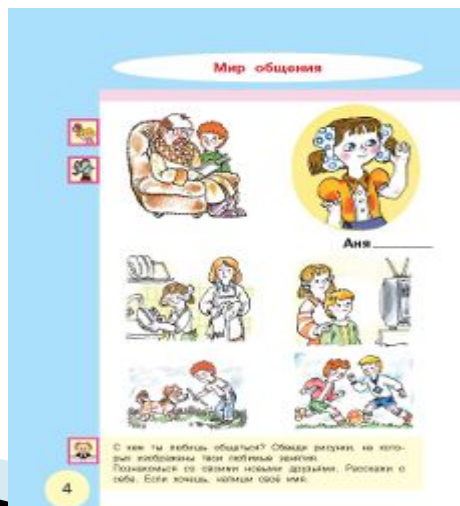 Мир общения
Аня
С кем ты любишь общаться? Обведи рисунки, на кото-
рых изображены твои любимые занятия.
Познакомься со своими новыми друзьями. Расскажи о
себе. Если хочешь, напиши своё имя.
4